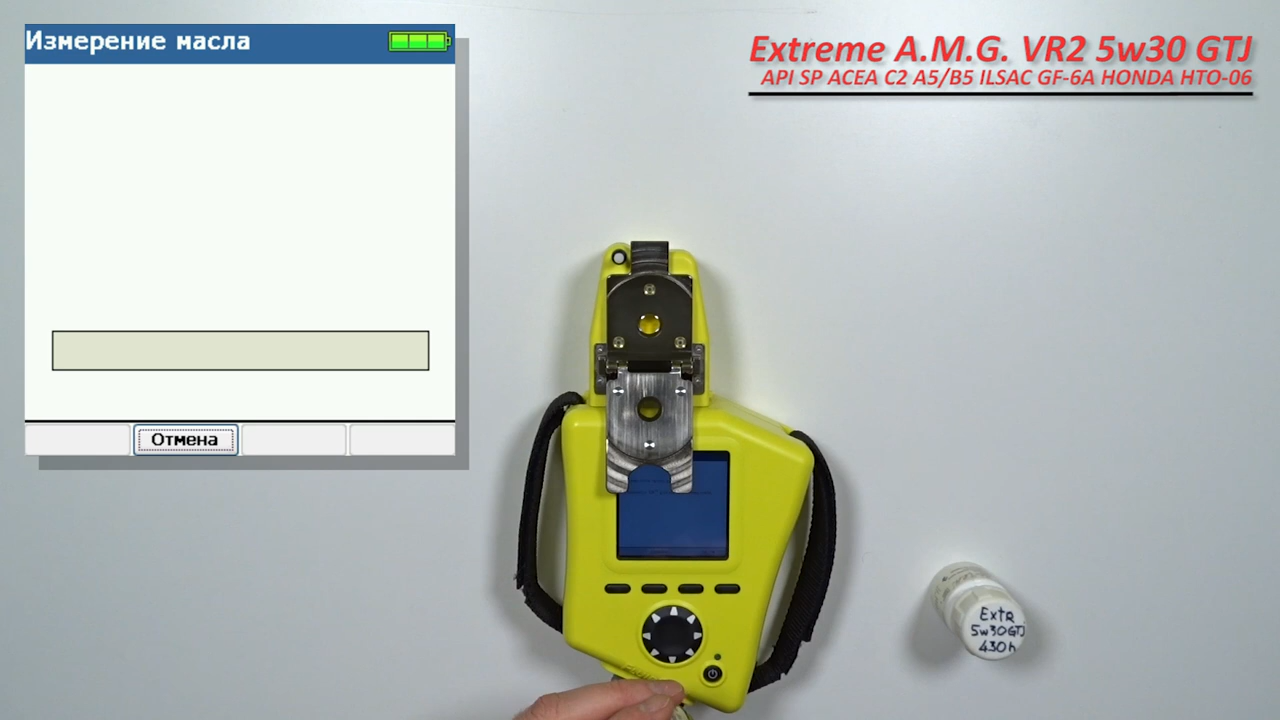 Измерение масла
Отмена
Extreme A.M.G. VR2 5w30 GTJ
API SP ACEA C2 A5/B5 ILSAC GF-6A HONDA HTO-06
Extr
5w30GTJ
430h